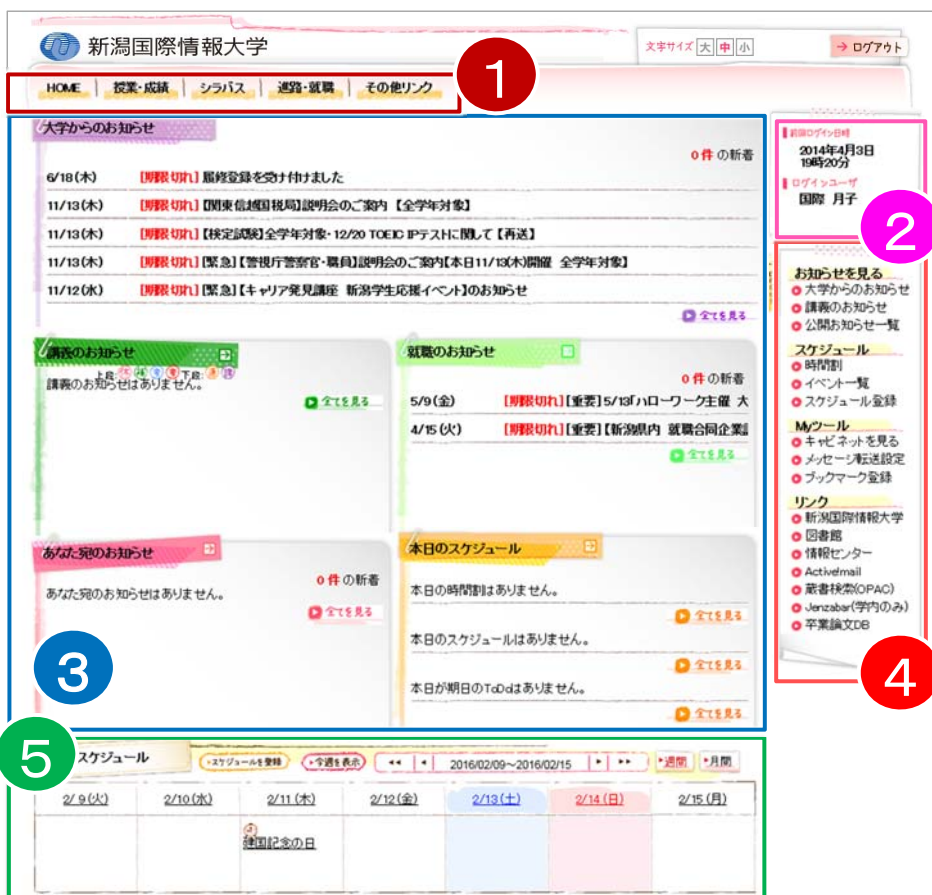 新潟国際情報大学
文字サイズ 大 中 小
ログアウト
HOME 授業・成績 シラバス 進路・就職 その他リンク
1
大学からのお知らせ
0件 の新着
6/18(木) [期限切れ] 履修登録を受け付けました
11/13(木) [期限切れ]【関東信越国税局】説明会のご案内 【全学年対象】
11/13(木) [期限切れ]【検定試験】全学年対象・12/20 TOEIC IPテストに関して【再送】
11/13(木) [期限切れ]【緊急】【警視庁警察官・職員】説明会のご案内【本日11/13(木)開催 全学年対象】
11/12(水) [期限切れ]【緊急】【キャリア発見講座 新潟学生応援イベント】のお知らせ
全てを見る
講義のお知らせ
上段:
下段:
講義のお知らせはありません。
全てを見る
就職のお知らせ
0件 の新着
5/9(金) [期限切れ]【重要】5/13「ハローワーク主催 大
4/15(火) [期限切れ]【重要】【新潟県内 就職合同企業
全てを見る
あなた宛のお知らせ
0件 の新着
あなた宛のお知らせはありません。
全てを見る
本日のスケジュール
本日の時間割はありません。
全てを見る
本日のスケジュールはありません。
全てを見る
本日が期日のToDoはありません。
全てを見る
3
前回ログイン日時
2014年4月3日
19時20分
ログインユーザ
国際 月子
2
お知らせを見る
大学からのお知らせ
講義のお知らせ
公開お知らせ一覧
スケジュール
時間割
イベント一覧
スケジュール登録
Myツール
キャビネットを見る
メッセージ転送設定
ブックマーク登録
リンク
新潟国際情報大学
図書館
情報センター
Active!mail
蔵書検索(OPAC)
Jenzabar(学内のみ)
卒業論文DB
4
5
スケジュール
スケジュールを登録 今週を表示 2016/02/09～2016/02/15 週間 月間
2/ 9(火) 2/10(水) 2/11(木) 2/12(金) 2/13(土) 2/14(日) 2/15(月)
建国記念の日